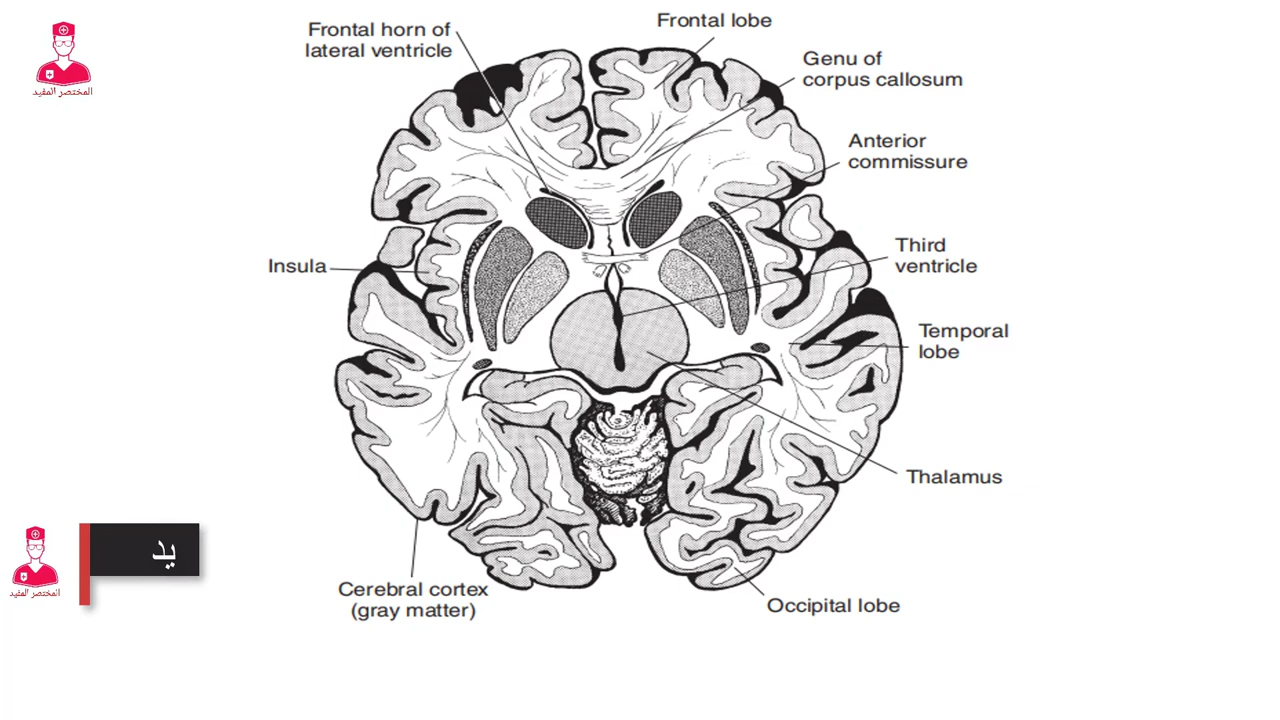 المختصر المفيد
Frontal horn of
lateral ventricle
Frontal lobe
Genu of
corpus callosum
Anterior
commissure
Third
ventricle
Insula
Temporal
lobe
Thalamus
Cerebral cortex
(gray matter)
Occipital lobe
يد
المختصر المفيد